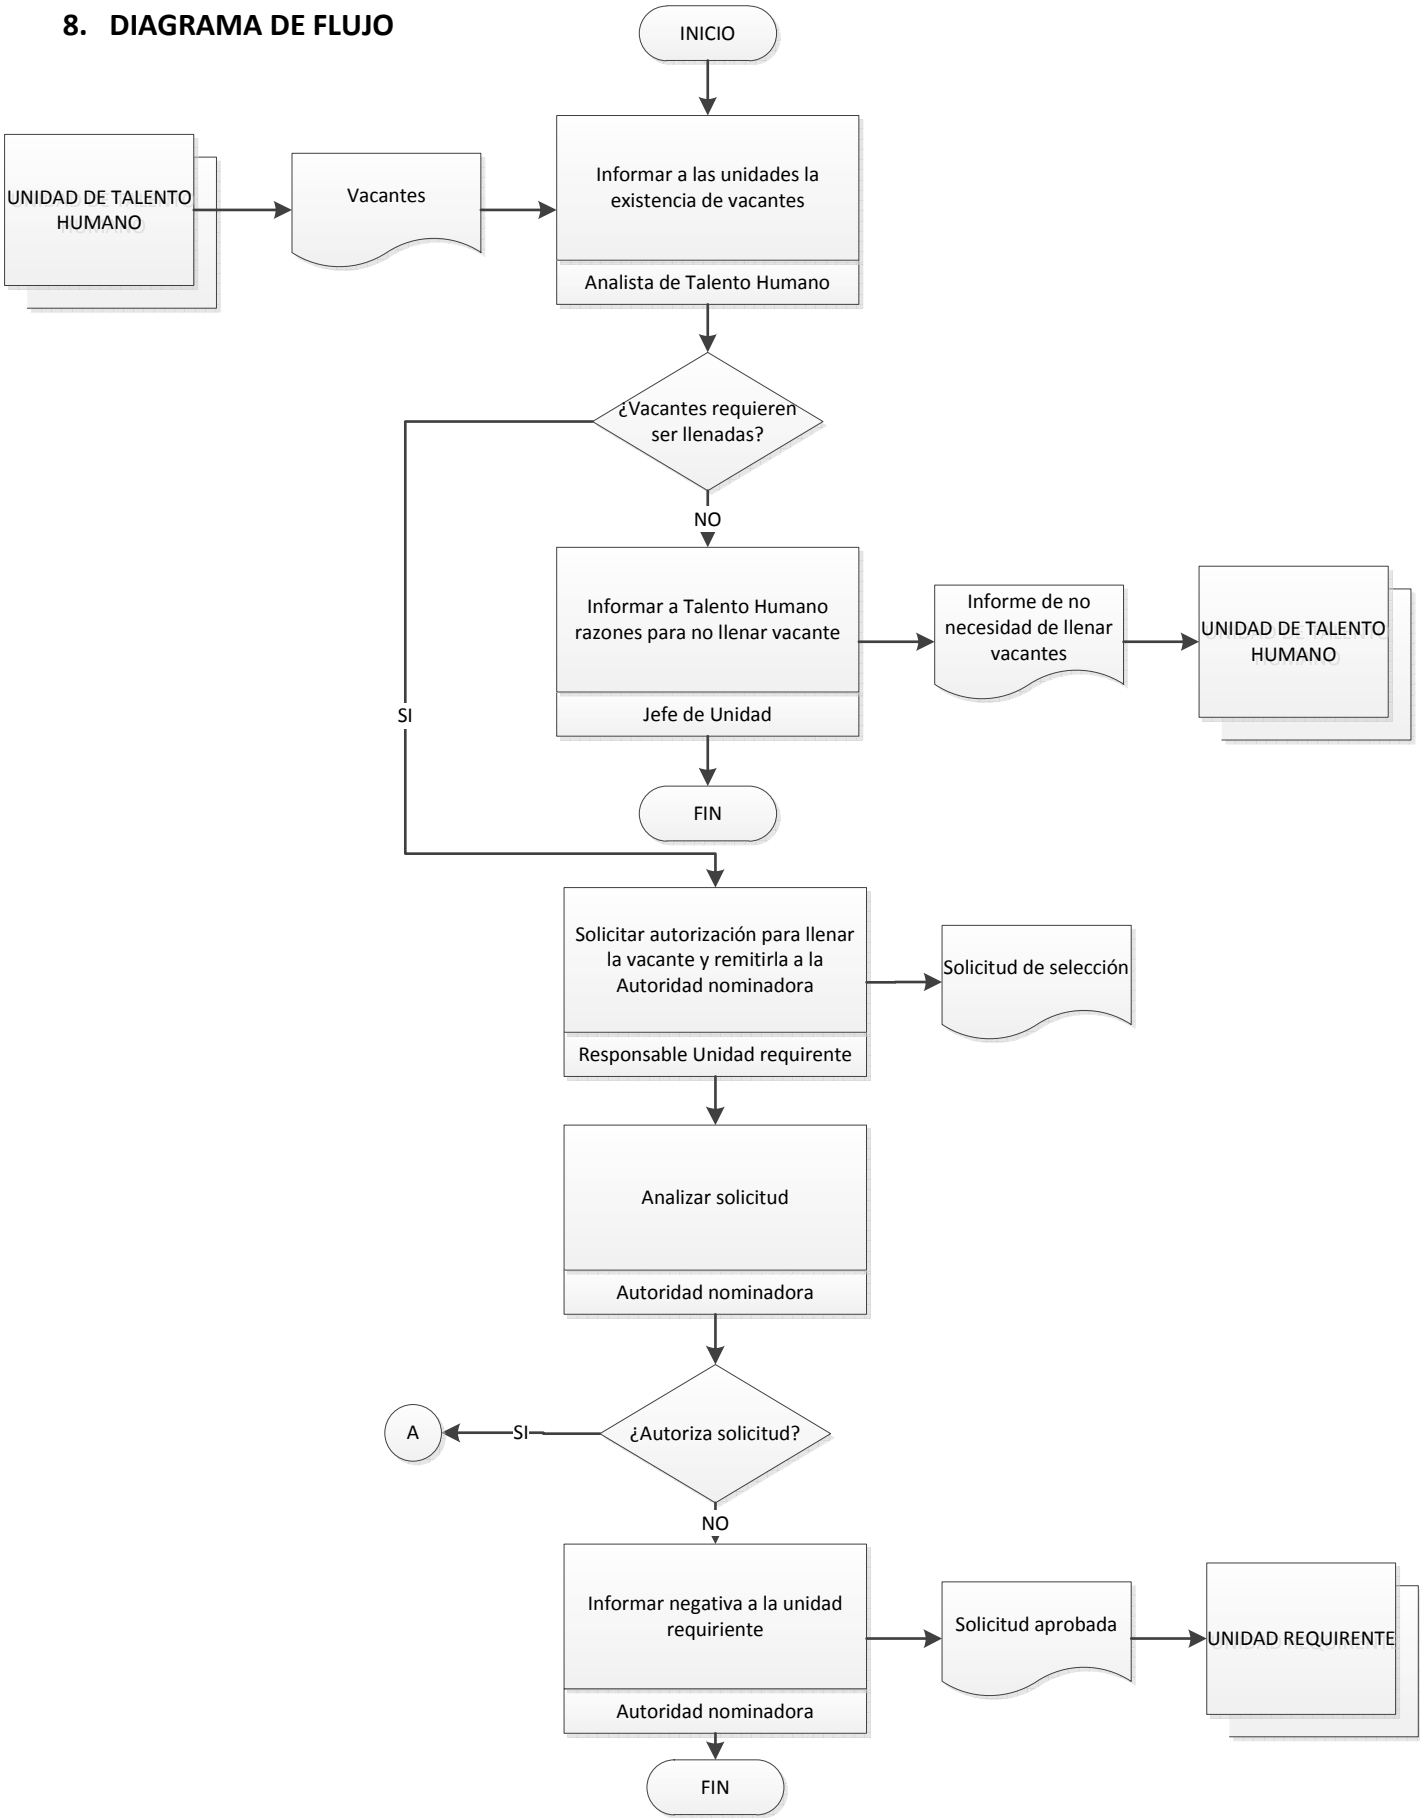 8. DIAGRAMA DE FLUJO
INICIO
UNIDAD DE TALENTO
HUMANO
Vacantes
Informar a las unidades la
existencia de vacantes
Analista de Talento Humano
¿Vacantes requieren
ser llenadas?
NO
Informar a Talento Humano
razones para no llenar vacante
Jefe de Unidad
Informe de no
necesidad de llenar
vacantes
UNIDAD DE TALENTO
HUMANO
SI
FIN
Solicitar autorización para llenar
la vacante y remitirla a la
Autoridad nominadora
Responsable Unidad requirente
Solicitud de selección
Analizar solicitud
Autoridad nominadora
¿Autoriza solicitud?
SI
A
NO
Informar negativa a la unidad
requiriente
Autoridad nominadora
Solicitud aprobada
UNIDAD REQUIRENTE
FIN